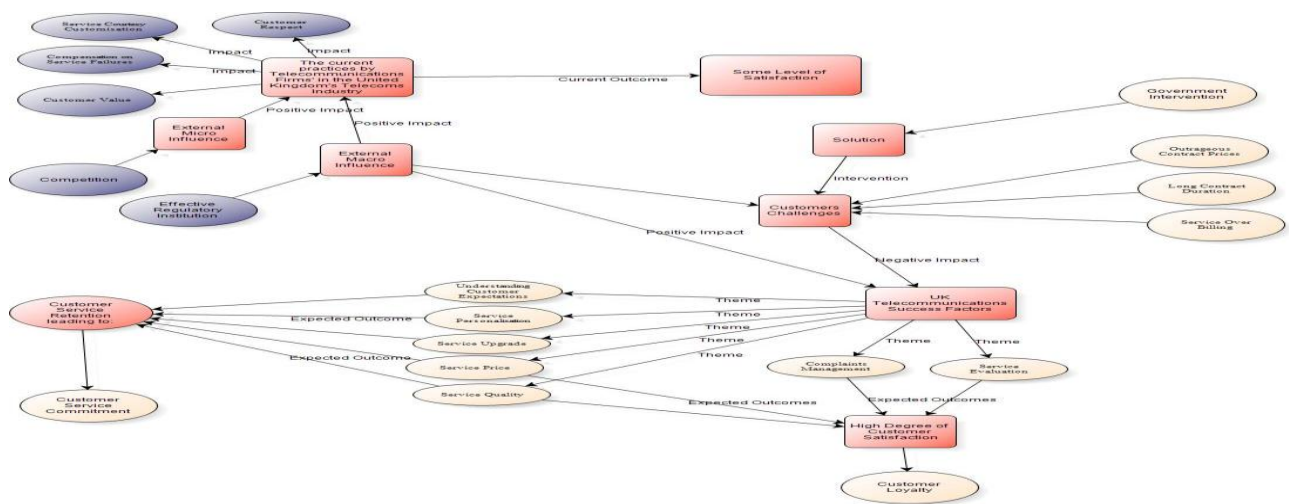 Service Courtesy
Customisation
Customer
Respect
Impact
Impact
Compensation on
Service Failures
Impact
The current
practices by
Telecommunications
Firms' in the United
Kingdom's Telecoms
Industry
Current Outcome
Some Level of
Satisfaction
Customer Value
Positive Impact
Government
Intervention
External
Micro
Influence
Positive Impact
Solution
External
Macro
Influence
Outrageous
Contract Prices
Competition
Intervention
Long Contract
Duration
Effective
Regulatory
Institution
Customers
Challenges
Service Over
Billing
Positive Impact
Negative Impact
Customer
Service
Retention
leading to:
Understanding
Customer
Expectations
Theme
UK
Telecommunications
Success Factors
Expected Outcome
Service
Personalisation
Theme
Theme
Service Upgrade
Theme
Theme
Theme
Expected Outcome
Service Price
Theme
Complaints
Management
Service
Evaluation
Customer
Service
Commitment
Service Quality
Expected Outcomes
Expected Outcomes
High Degree of
Customer
Satisfaction
Customer
Loyalty